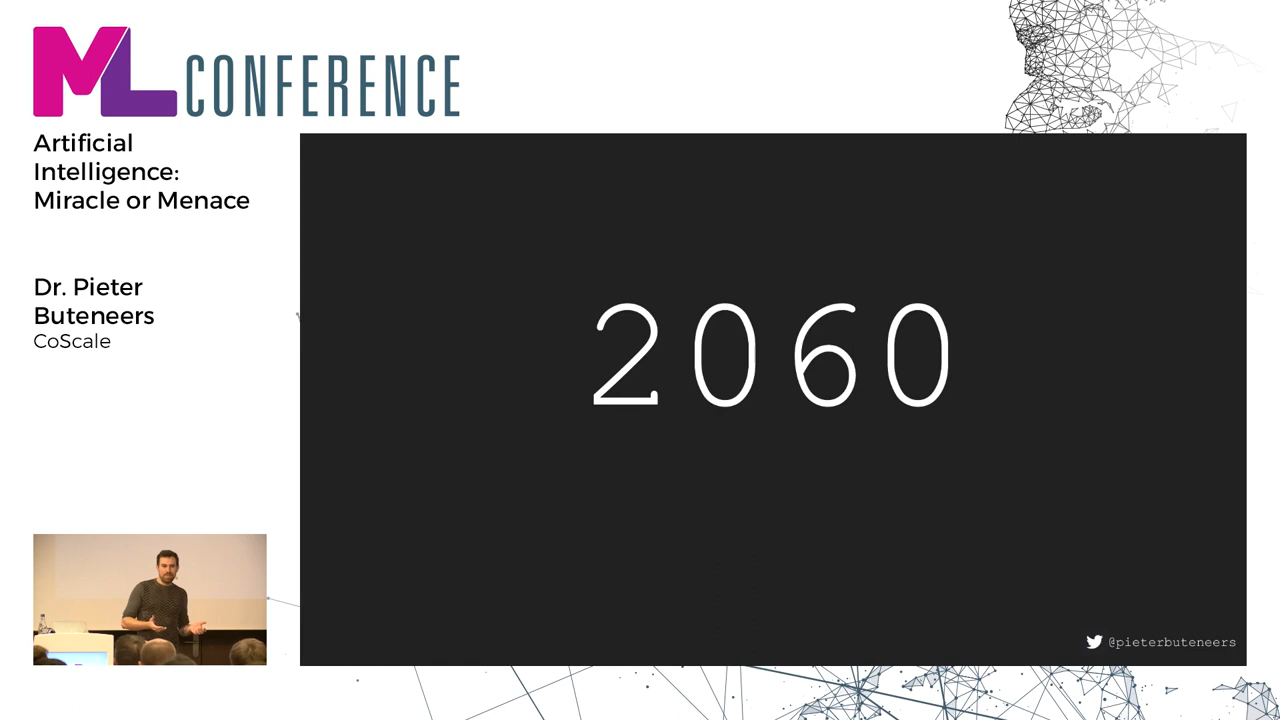 ML CONFERENCE
Artificial
Intelligence:
Miracle or Menace
Dr. Pieter
Buteneers
CoScale
2060
@pieterbuteneers